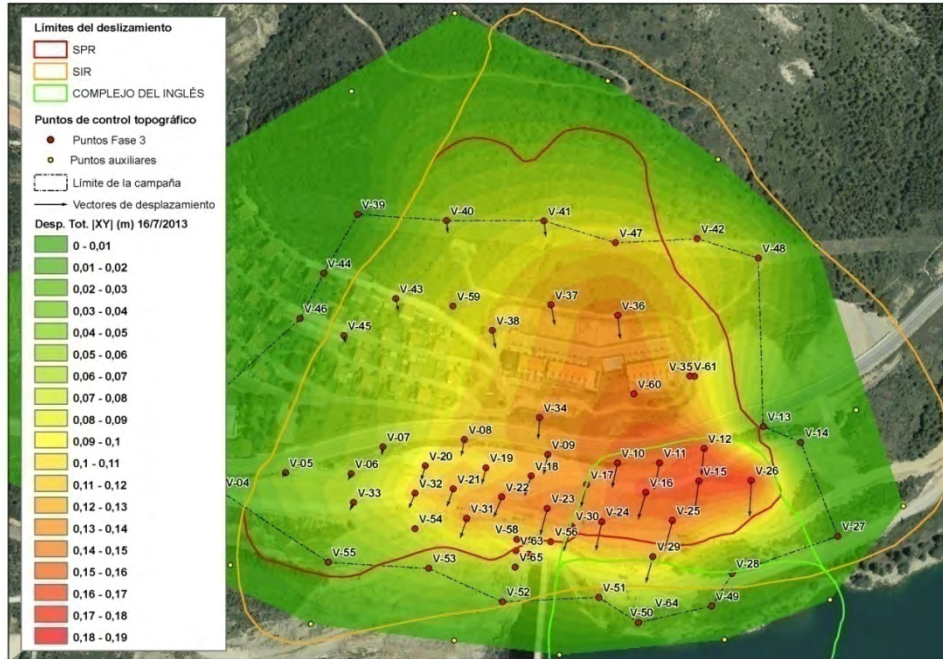 Límites del deslizamiento
SPR
SIR
COMPLEJO DEL INGLÉS
Puntos de control topográfico
Puntos Fase 3
Puntos auxiliares
Límite de la campaña
Vectores de desplazamiento
Desp. Tot. |XY| (m) 16/7/2013
0 - 0,01
0,01 - 0,02
0,02 - 0,03
0,03 - 0,04
0,04 - 0,05
0,05 - 0,06
0,06 - 0,07
0,07 - 0,08
0,08 - 0,09
0,09 - 0,1
0,1 - 0,11
0,11 - 0,12
0,12 - 0,13
0,13 - 0,14
0,14 - 0,15
0,15 - 0,16
0,16 - 0,17
0,17 - 0,18
0,18 - 0,19
V-39
V-40
V-41
V-47
V-42
V-48
V-44
V-43
V-59
V-37
V-36
V-46
V-45
V-38
V-35
V-61
V-60
V-34
V-13
V-14
V-07
V-08
V-09
V-12
V-05
V-06
V-20
V-19
V-18
V-10
V-11
V-15
V-26
V-04
V-33
V-32
V-21
V-22
V-17
V-16
V-31
V-23
V-30
V-24
V-25
V-54
V-58
V-56
V-27
V-63
V-65
V-29
V-55
V-53
V-28
V-52
V-51
V-50
V-64
V-49